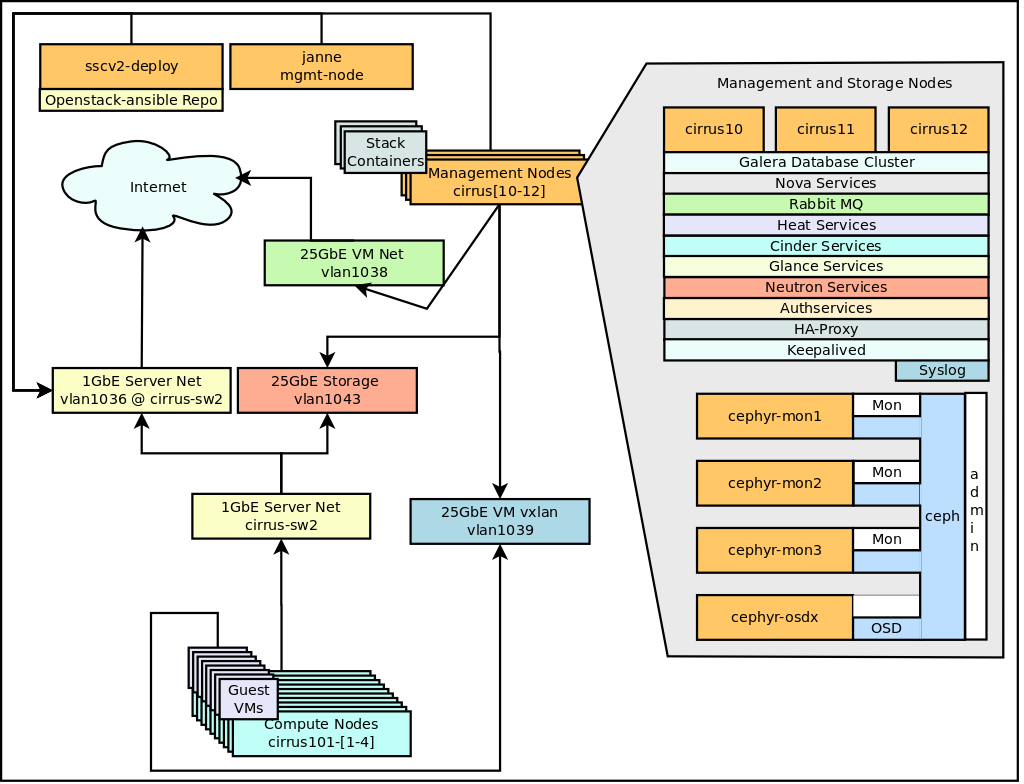 sscv2-deploy
Openstack-ansible Repo
janne
mgmt-node
Internet
Stack
Containers
Management Nodes
cirrus[10-12]
25GbE VM Net
vlan1038
1GbE Server Net
vlan1036 @ cirrus-sw2
25GbE Storage
vlan1043
1GbE Server Net
cirrus-sw2
25GbE VM vxlan
vlan1039
Guest
VMs
Compute Nodes
cirrus101-[1-4]
Management and Storage Nodes
cirrus10
cirrus11
cirrus12
Galera Database Cluster
Nova Services
Rabbit MQ
Heat Services
Cinder Services
Glance Services
Neutron Services
Authservices
HA-Proxy
Keepalived
Syslog
cephyr-mon1
Mon
cephyr-mon2
Mon
cephyr-mon3
Mon
cephyr-osdx
OSD
ceph
a
d
m
i
n